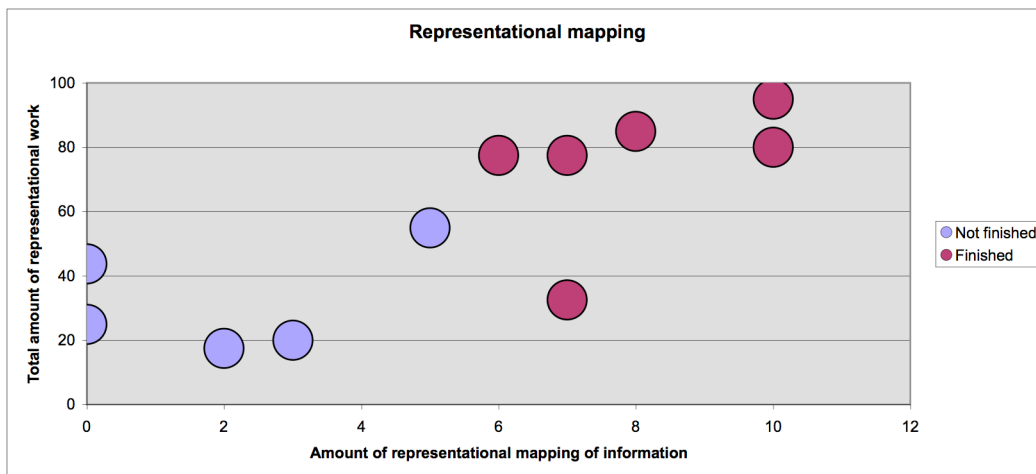 Representational mapping
Total amount of representational work
100
80
60
40
20
0
0 2 4 6 8 10 12
Amount of representational mapping of information
Not finished
Finished